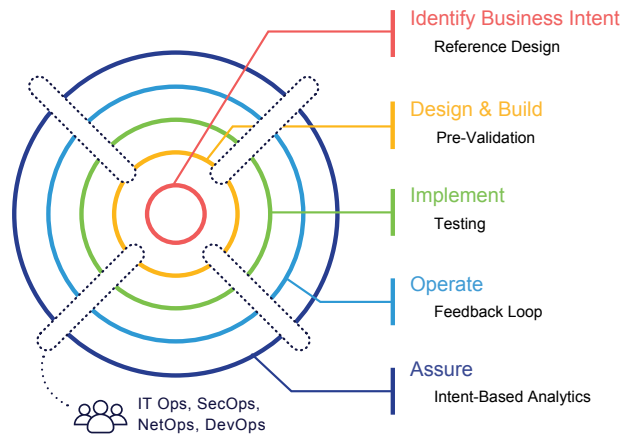 Identify Business Intent
Reference Design
Design & Build
Pre-Validation
Implement
Testing
Operate
Feedback Loop
Assure
Intent-Based Analytics
IT Ops, SecOps,
NetOps, DevOps